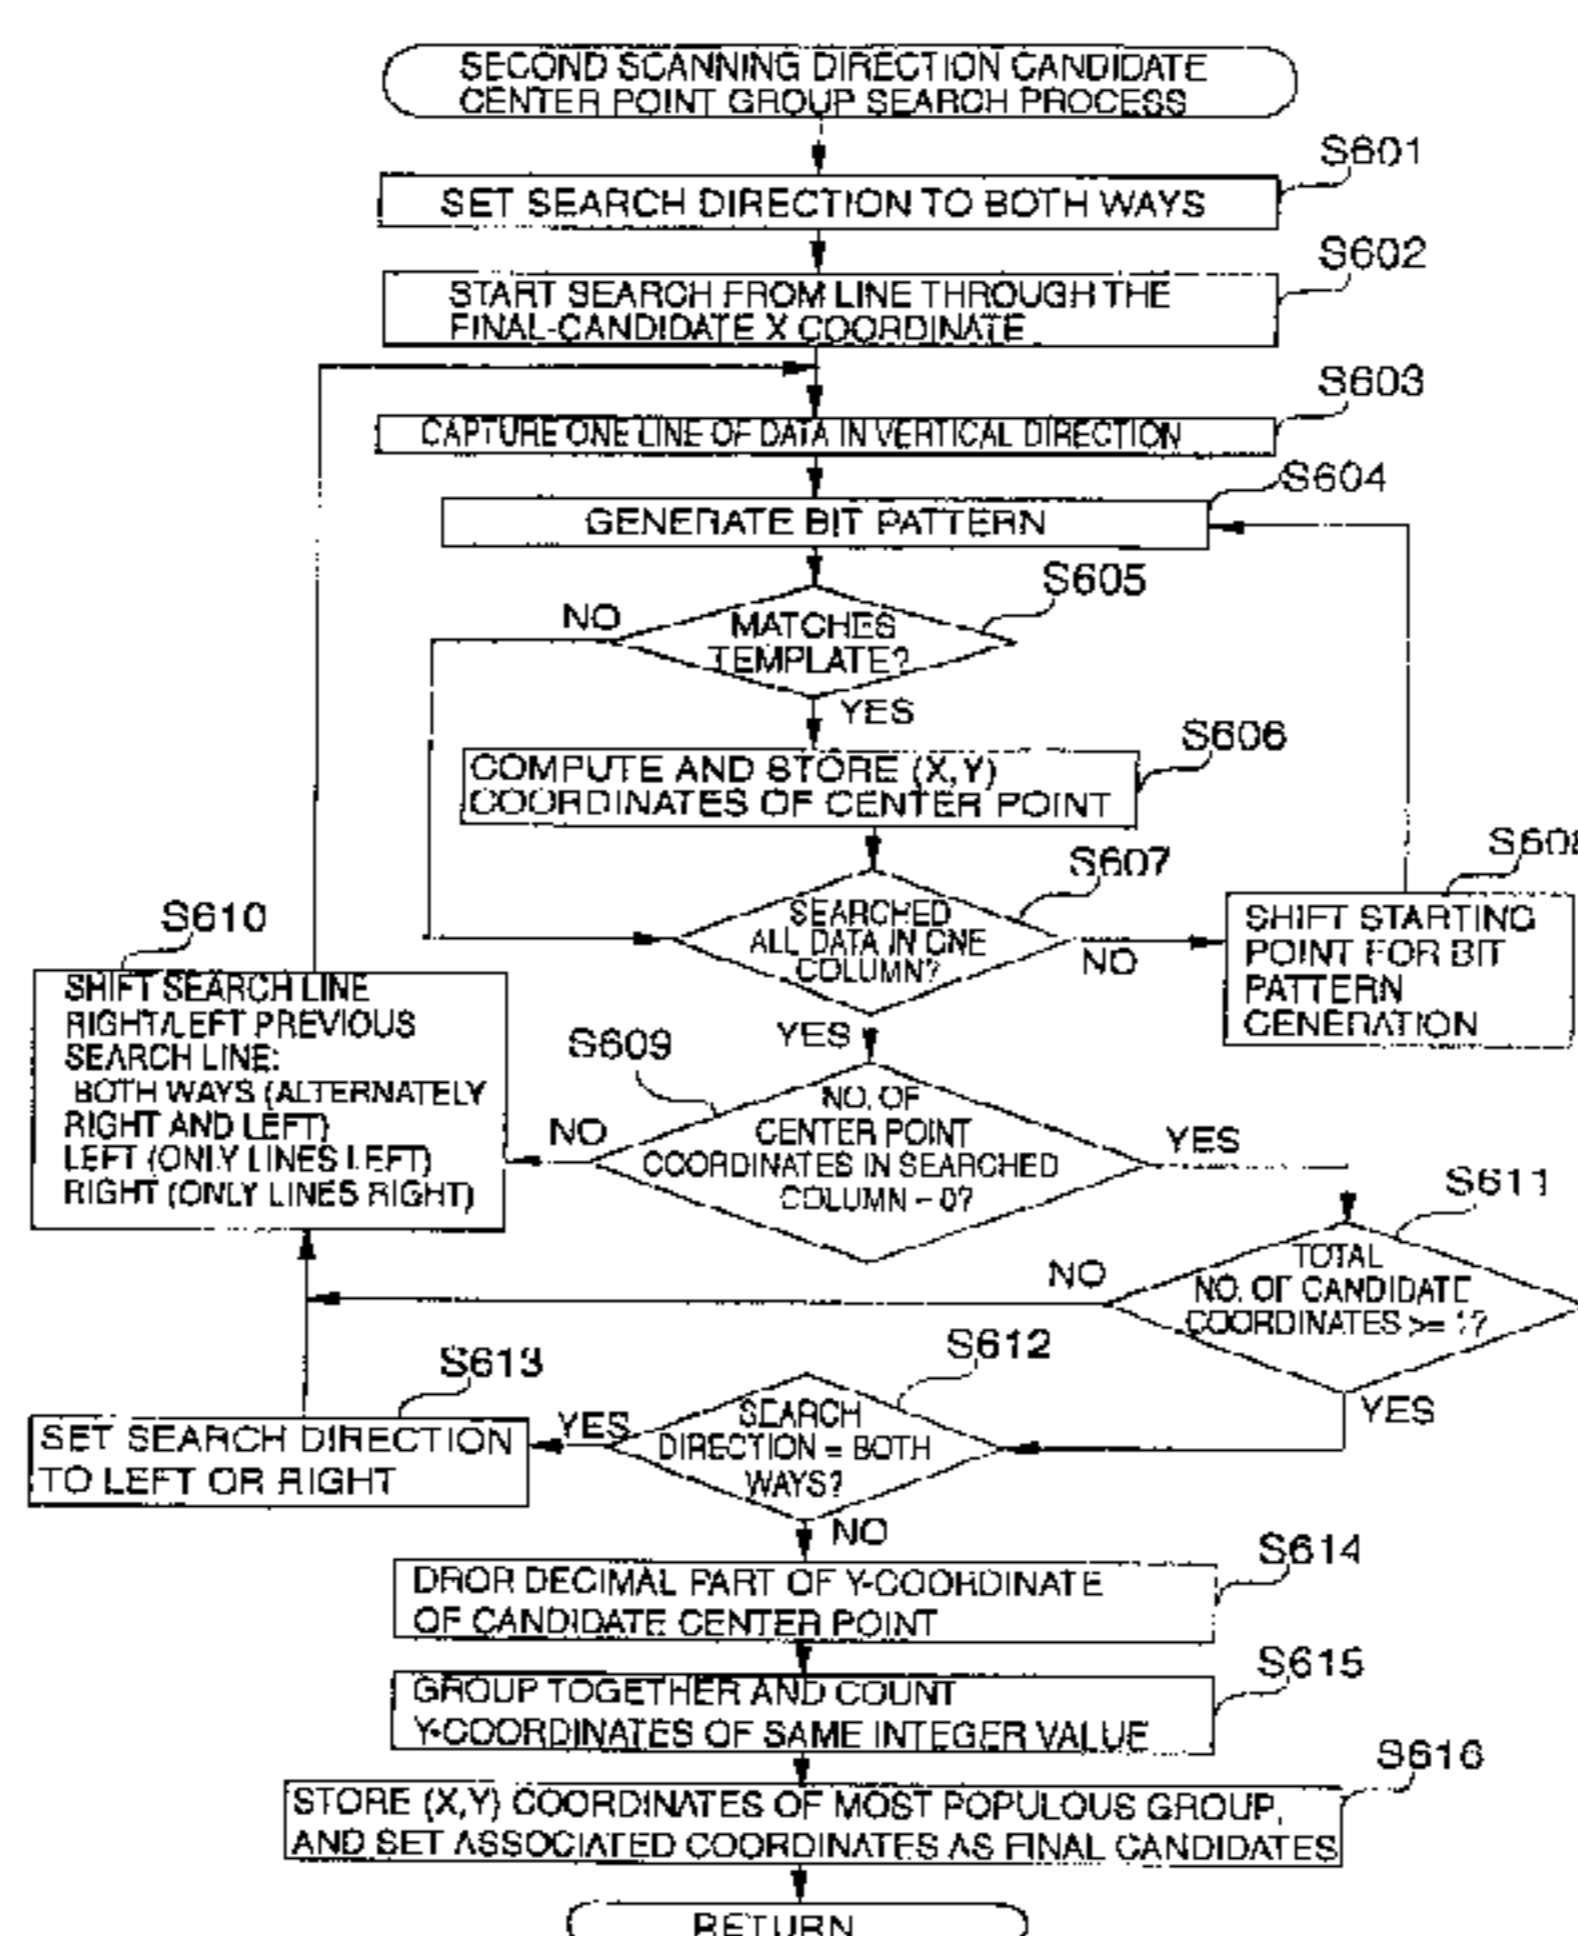 SECOND SCANNING DIRECTION CANDIDATE
CENTER POINT GROUP SEARCH PROCESS
S601
SET SEARCH DIRECTION TO BOTH WAYS
S602
START SEARCH FROM LINE THROUGH THE
FINAL-CANDIDATE X COORDINATE
S603
CAPTURE ONE LINE OF DATA IN VERTICAL DIRECTION
S604
GENERATE BIT PATTERN
S605
NO
MATCHES
TEMPLATE?
YES
S606
COMPUTE AND STORE (X,Y)
COORDINATES OF CENTER POINT
S607
SEARCHED
ALL DATA IN ONE
COLUMN?
NO
YES
S608
SHIFT STARTING
POINT FOR BIT
PATTERN
GENERATION
S610
SHIFT SEARCH LINE
RIGHT/LEFT PREVIOUS
SEARCH LINE:
BOTH WAYS (ALTERNATELY
RIGHT AND LEFT)
LEFT (ONLY LINES LEFT)
RIGHT (ONLY LINES RIGHT)
S609
NO
NO. OF
CENTER POINT
COORDINATES IN SEARCHED
COLUMN = 0?
YES
S611
TOTAL
NO. OF CANDIDATE
COORDINATES >= 1?
NO
YES
S612
SEARCH
DIRECTION = BOTH
WAYS?
YES
NO
S613
SET SEARCH DIRECTION
TO LEFT OR RIGHT
S614
DROR DECIMAL PART OF Y-COORDINATE
OF CANDIDATE CENTER POINT
S615
GROUP TOGETHER AND COUNT
Y-COORDINATES OF SAME INTEGER VALUE
S616
STORE (X,Y) COORDINATES OF MOST POPULOUS GROUP,
AND SET ASSOCIATED COORDINATES AS FINAL CANDIDATES
RETURN